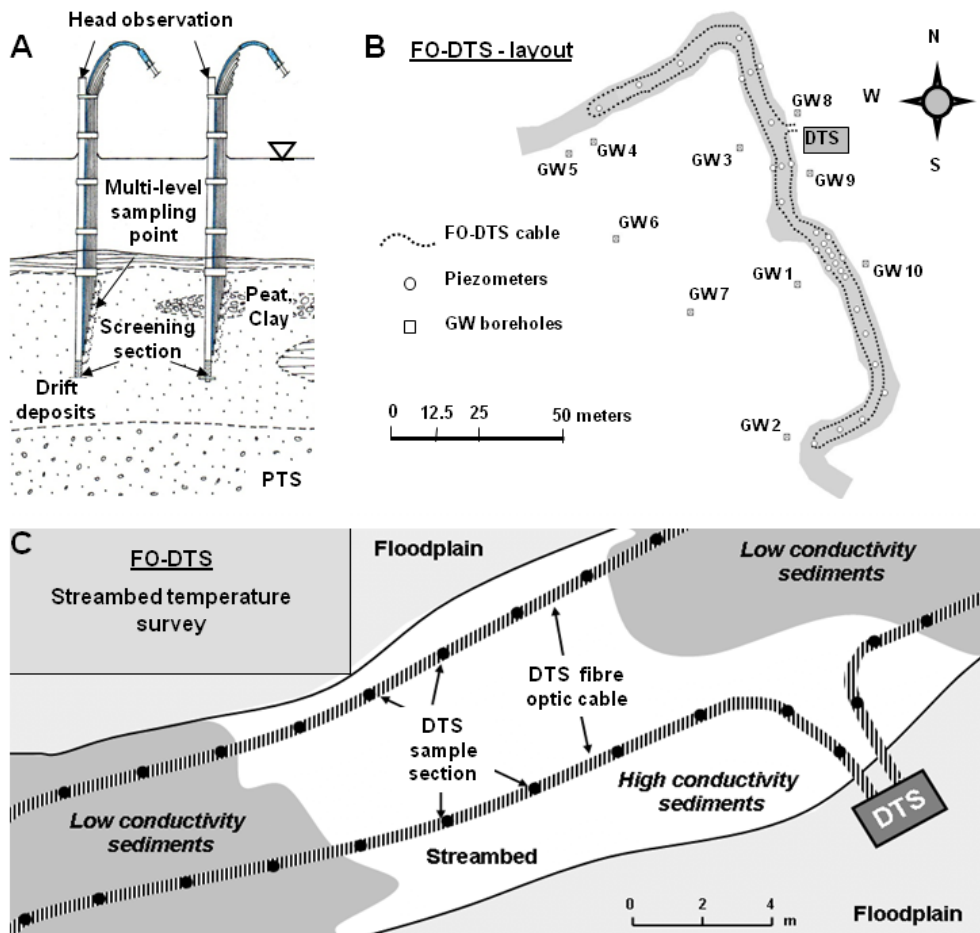 A
Head observation
Multi-level
sampling
point
Peat,
Clay
Screening
section
Drift
deposits
PTS
B
FO-DTS - layout
N
W
S
GW8
DTS
GW5
GW4
GW3
GW9
GW6
GW1
GW10
GW7
GW2
FO-DTS cable
Piezometers
GW boreholes
0 12.5 25 50 meters
C
FO-DTS
Streambed temperature
survey
Floodplain
Low conductivity
sediments
DTS fibre
optic cable
DTS
sample
section
High conductivity
sediments
Low conductivity
sediments
Streambed
DTS
0 2 4
m
Floodplain